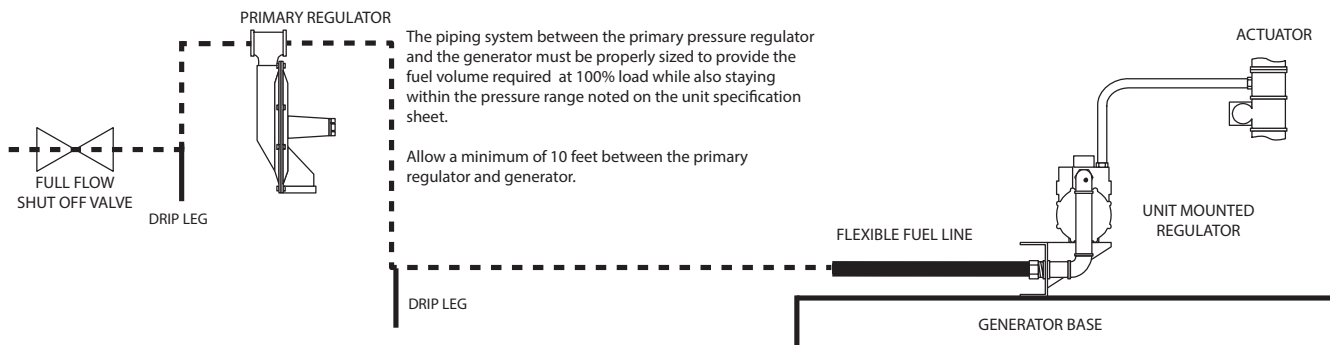 PRIMARY REGULATOR
The piping system between the primary pressure regulator
and the generator must be properly sized to provide the
fuel volume required at 100% load while also staying
within the pressure range noted on the unit specification
sheet.
Allow a minimum of 10 feet between the primary
regulator and generator.
ACTUATOR
FULL FLOW
SHUT OFF VALVE
DRIP LEG
UNIT MOUNTED
REGULATOR
FLEXIBLE FUEL LINE
DRIP LEG
GENERATOR BASE